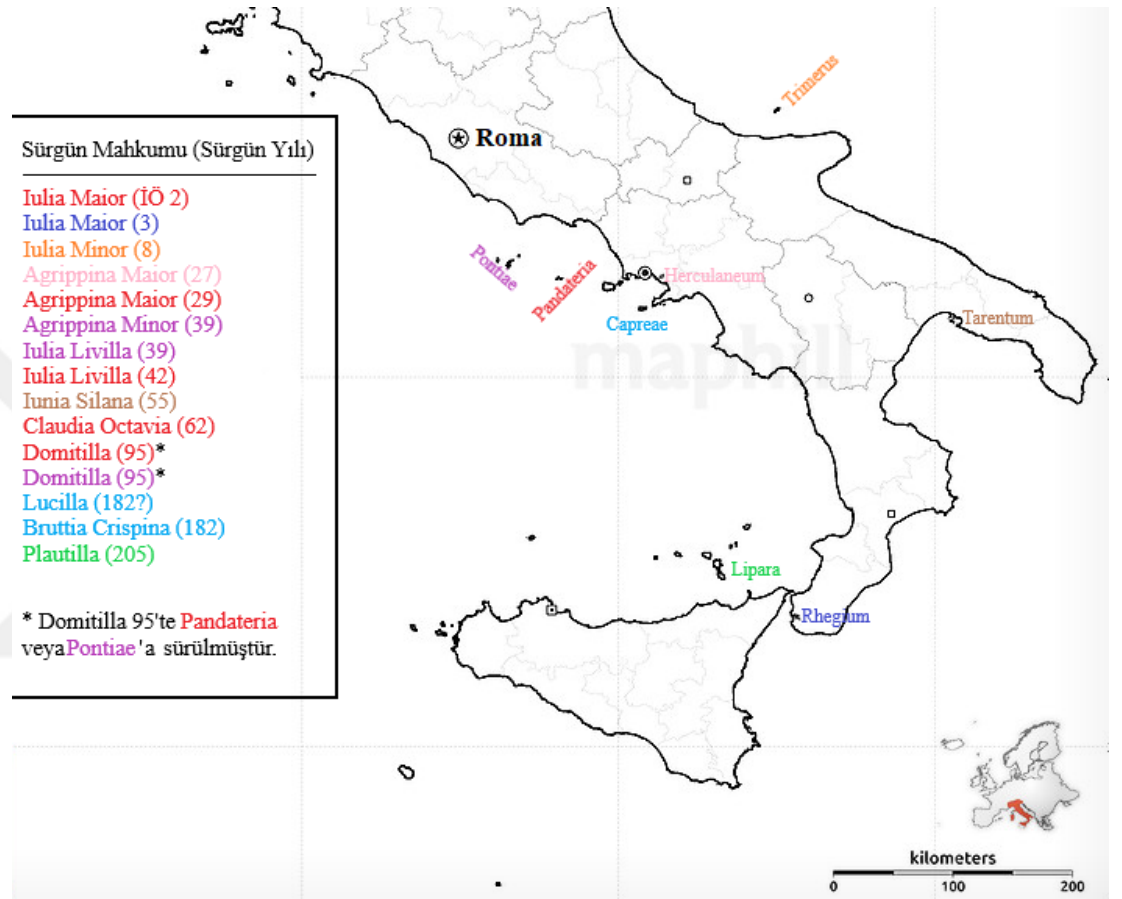 Trimerus
Roma
Sürgün Mahkumu (Sürgün Yılı)
Iulia Maior (İÖ 2)
Iulia Maior (3)
Iulia Minor (8)
Agrippina Maior (27)
Agrippina Maior (29)
Agrippina Minor (39)
Iulia Livilla (39)
Iulia Livilla (42)
Iunia Silana (55)
Claudia Octavia (62)
Domitilla (95)*
Domitilla (95)*
Lucilla (182?)
Bruttia Crispina (182)
Plautilla (205)
* Domitilla 95'te Pandateria
veyaPontiae'a sürülmüştür.
Pontiae
Pandateria
Herculaneum
Capreae
Tarentum
maphill
Lipara
Rhegium
kilometers
0 100 200